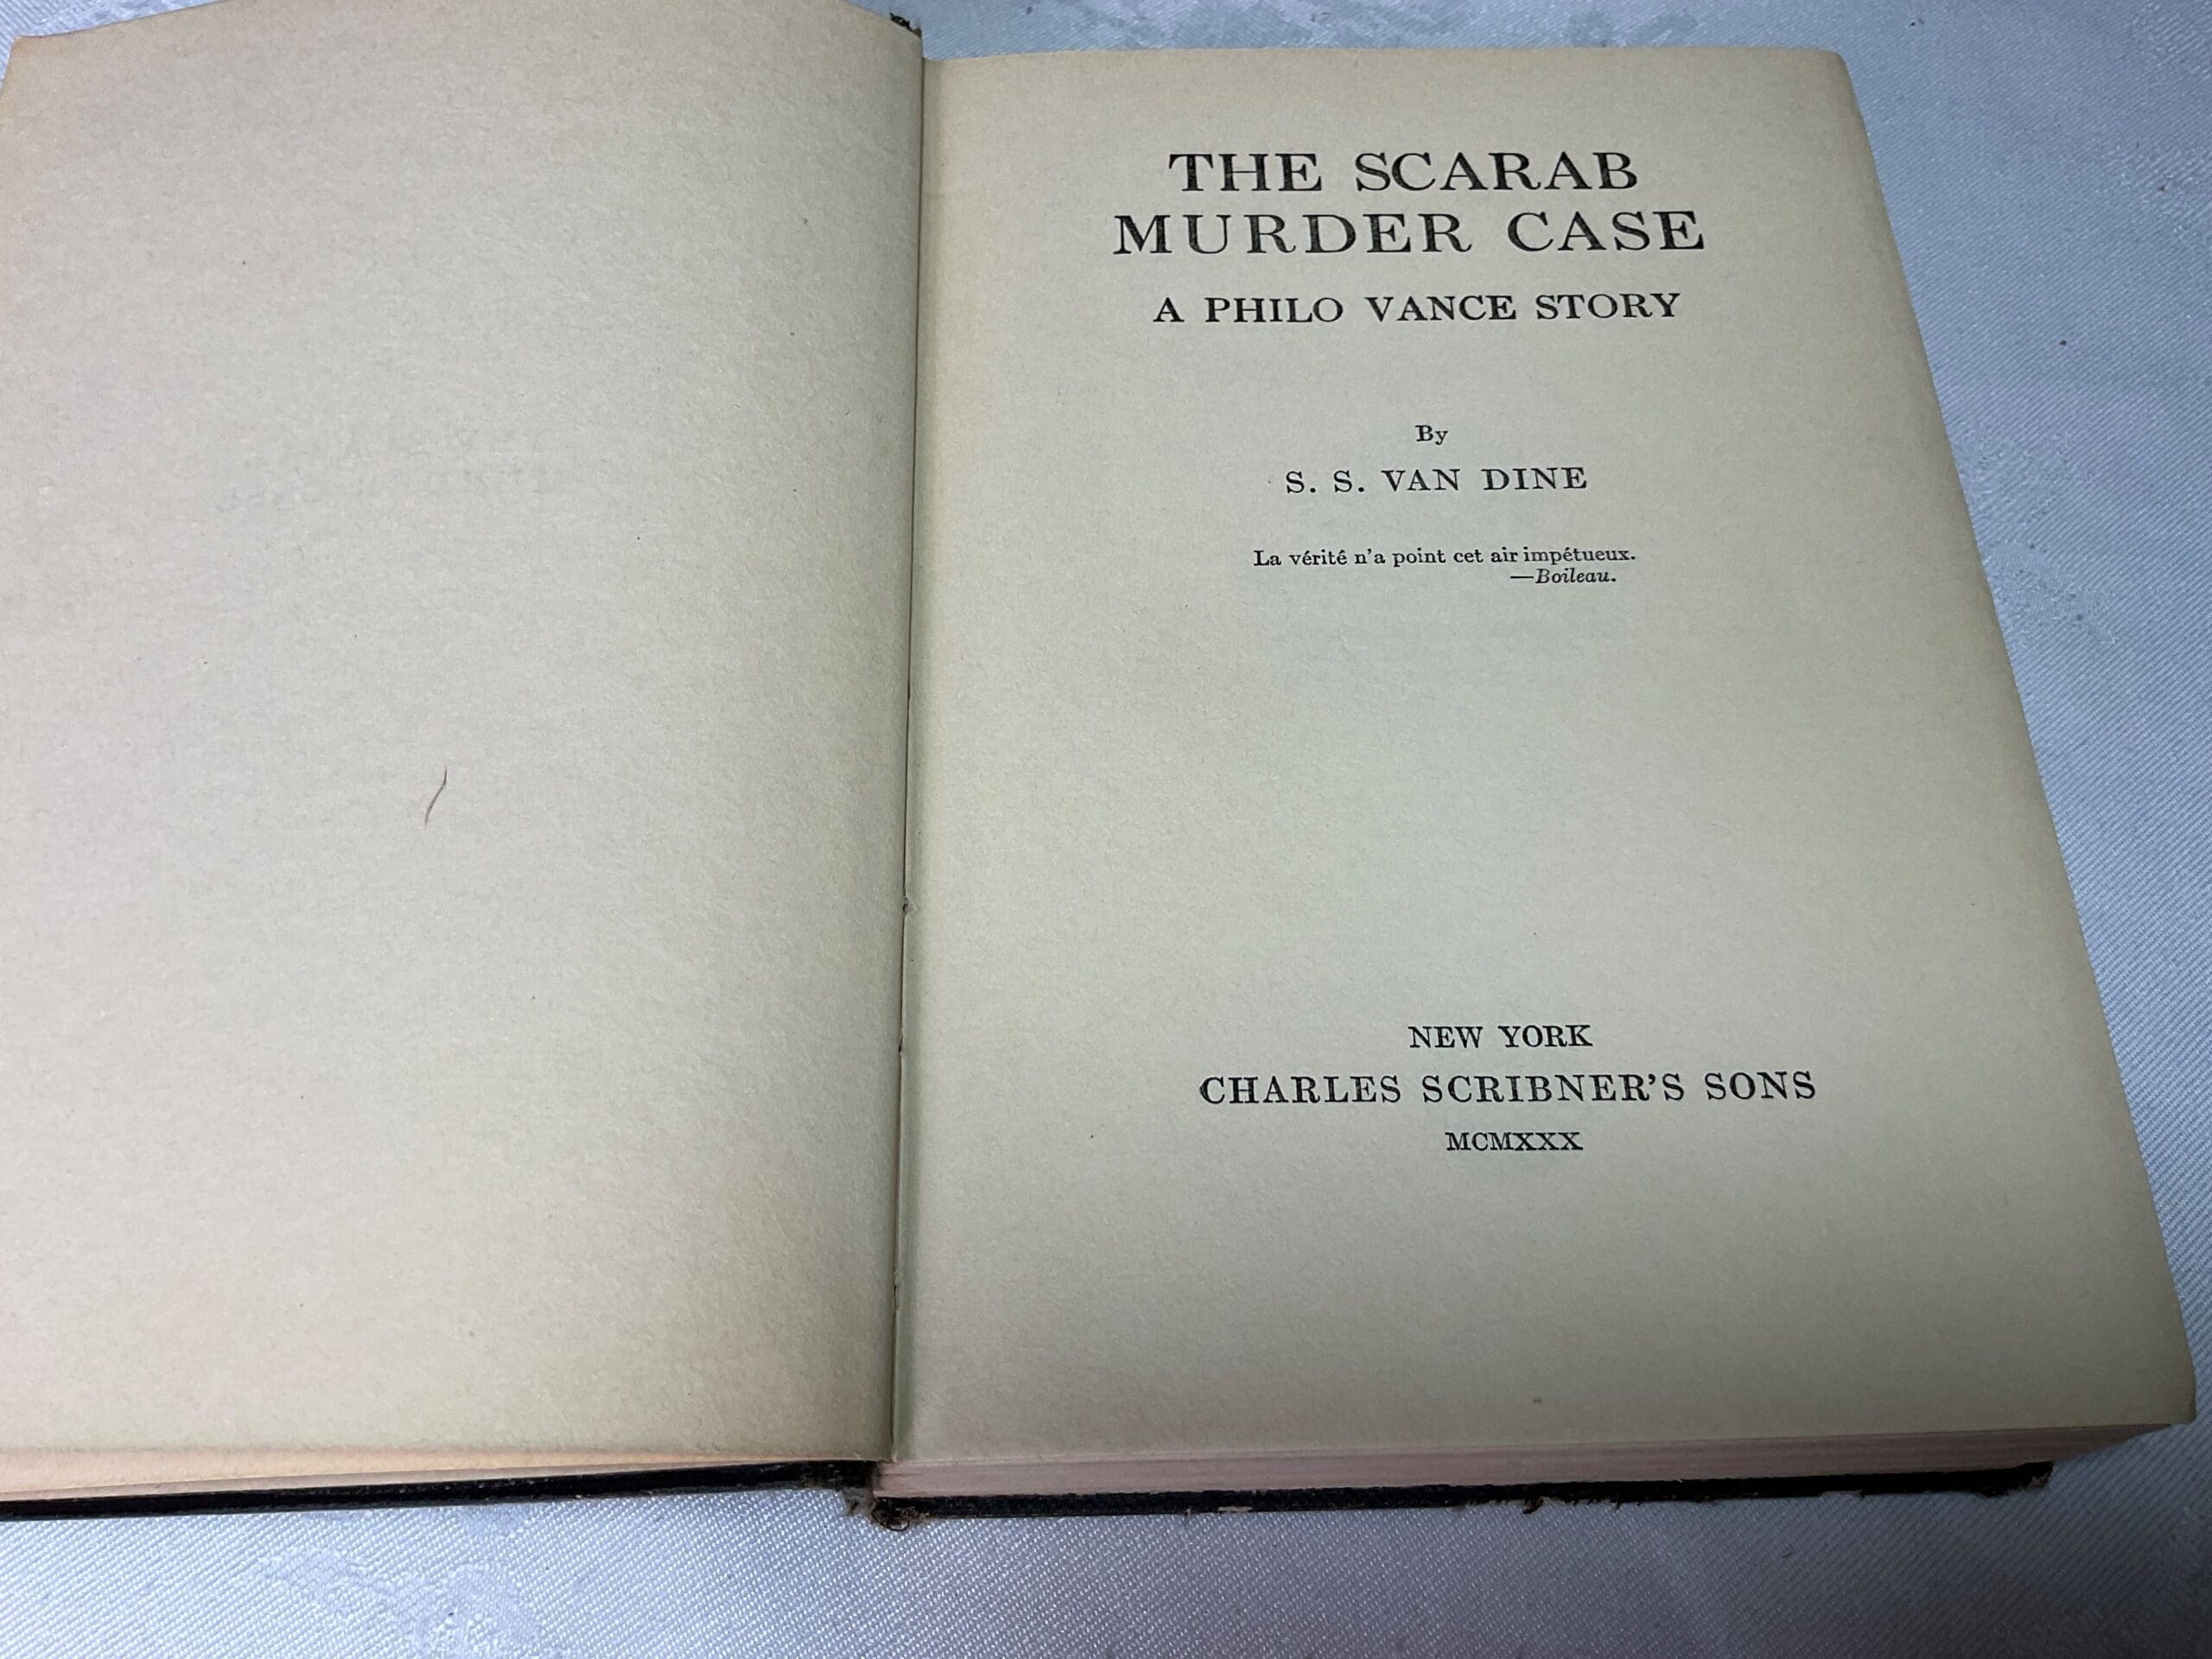 THE SCARAB
MURDER CASE
A PHILO VANCE STORY
By
S. S. VAN DINE
La vérité n'a point cet air impétueux.
—Boileau.
NEW YORK
CHARLES SCRIBNER'S SONS
MCMXXX